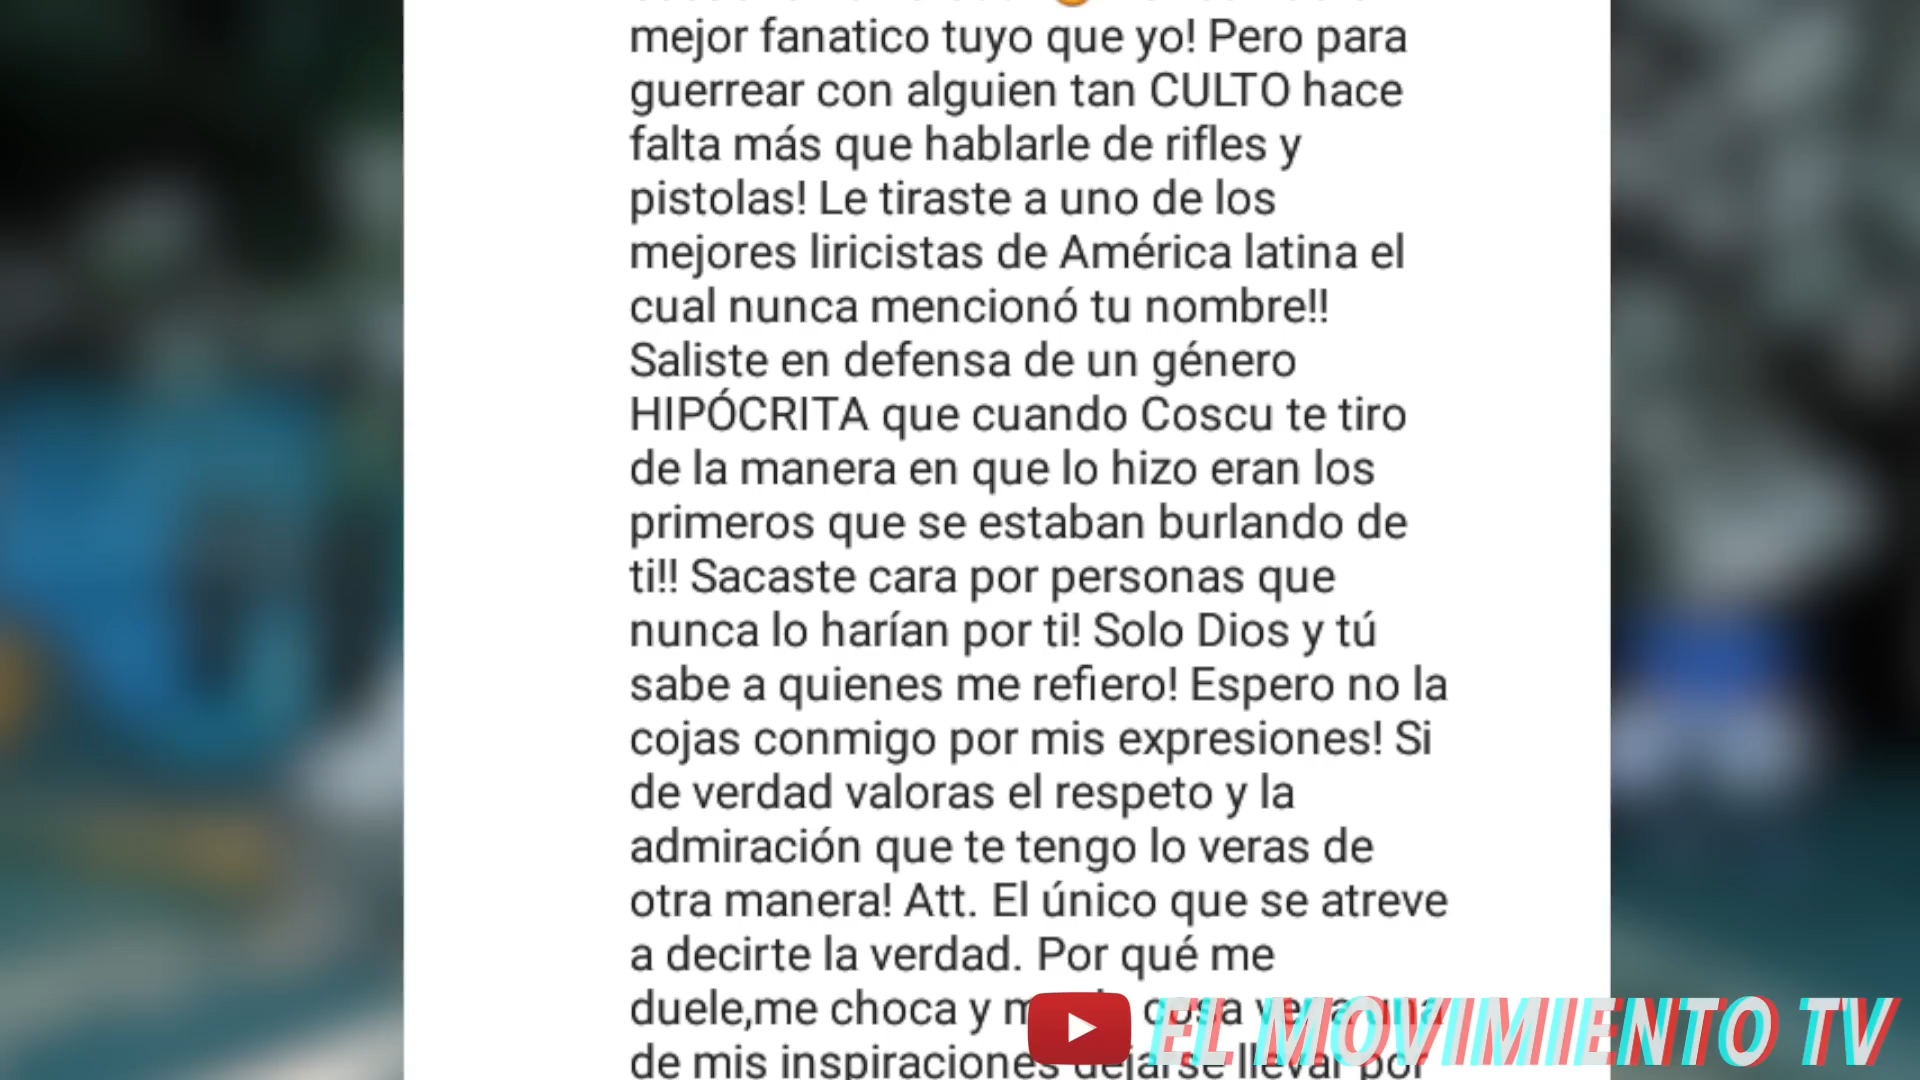 mejor fanatico tuyo que yo! Pero para
guerrear con alguien tan CULTO hace
falta más que hablarle de rifles y
pistolas! Le tiraste a uno de los
mejores liricistas de América latina el
cual nunca mencionó tu nombre!!
Saliste en defensa de un género
HIPÓCRITA que cuando Coscu te tiro
de la manera en que lo hizo eran los
primeros que se estaban burlando de
ti!! Sacaste cara por personas que
nunca lo harían por ti! Solo Dios y tú
sabe a quienes me refiero! Espero no la
cojas conmigo por mis expresiones! Si
de verdad valoras el respeto y la
admiración que te tengo lo veras de
otra manera! Att. El único que se atreve
a decirte la verdad. Por qué me
duele,me choca y cosa ver a una
de mis inspiraciones dejarse llevar por
EL MOVIMIENTO TV